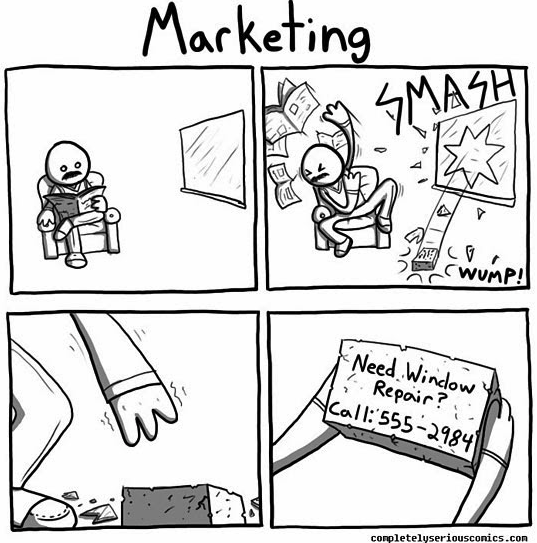 Marketing
SMASH
WUMP!
Need Window
Repair?
Call: 555-2984
completelyseriouscomics.com